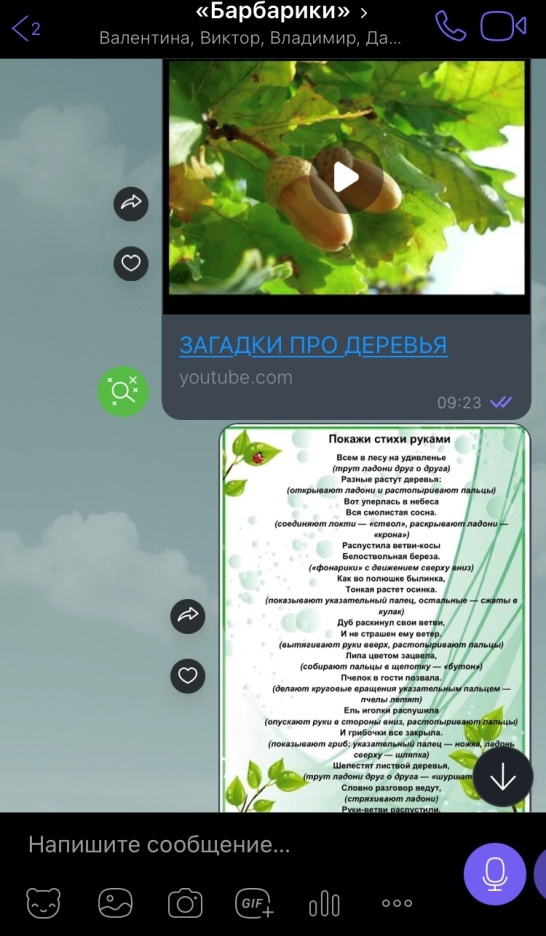 2
«Барбарики» >
Валентина, Виктор, Владимир, Да...
ЗАГАДКИ ПРО ДЕРЕВЬЯ
youtube.com
09:23
Покажи стихи руками
Всем в лесу на удивленье
(трут ладони друг о друга)
Разные растут деревья:
(открывают ладони и растопыривают пальцы)
Вот уперлась в небеса
Вся смолистая сосна.
(соединяют локти — «ствол», раскрывают ладони —
«крона»)
Распустила ветви-косы
Белоствольная береза.
(«фонарики» с движением сверху вниз)
Как во полюшке былинка,
Тонкая растет осинка.
(показывают указательный палец, остальные — сжаты в
кулак)
Дуб раскинул свои ветви,
И не страшен ему ветер.
(вытягивают руки вверх, растопыривают пальцы)
Липа цветом зацвела,
(собирают пальцы в щепотку — «бутон»)
Пчелок в гости позвала.
(делают круговые вращения указательным пальцем —
пчелы летят)
Ель иголки распушила
(опускают руки в стороны вниз, растопыривают пальцы)
И грибочки все закрыла.
(показывают гриб: указательный палец — ножка, ладонь
сверху — шляпка)
Шелестят листвой деревья,
(трут ладони друг о друга — «шуршат
Словно разговор ведут,
(стряхивают ладони)
Руки-ветви распустили.
Напишите сообщение...
GIF